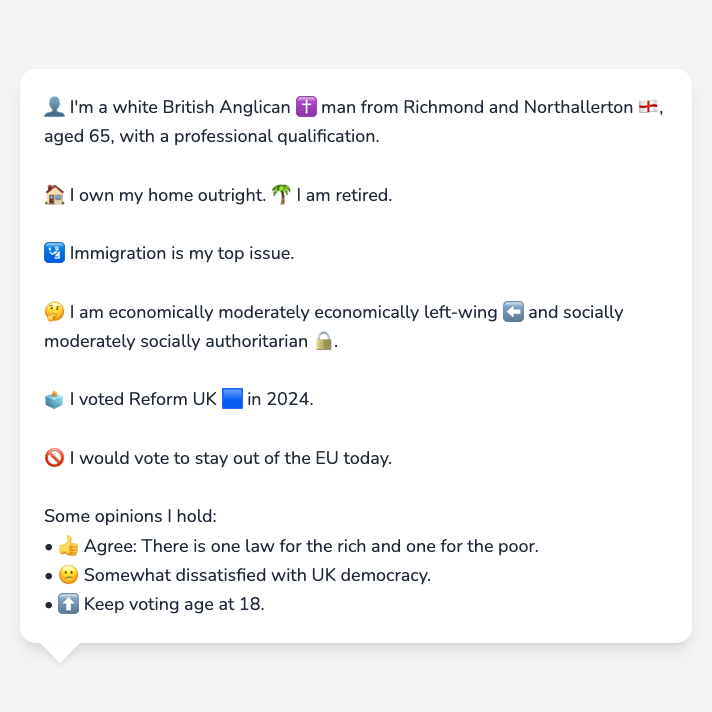 👤 I'm a white British Anglican ✝️ man from Richmond and Northallerton 🏴󠁧󠁢󠁥󠁮󠁧󠁿,
aged 65, with a professional qualification.
🏠 I own my home outright. 🌴 I am retired.
🛂 Immigration is my top issue.
🤔 I am economically moderately economically left-wing ⬅️ and socially
moderately socially authoritarian 🔒.
🗳️ I voted Reform UK 🟦 in 2024.
🚫 I would vote to stay out of the EU today.
Some opinions I hold:
• 👍 Agree: There is one law for the rich and one for the poor.
• 😕 Somewhat dissatisfied with UK democracy.
• ⬆️ Keep voting age at 18.